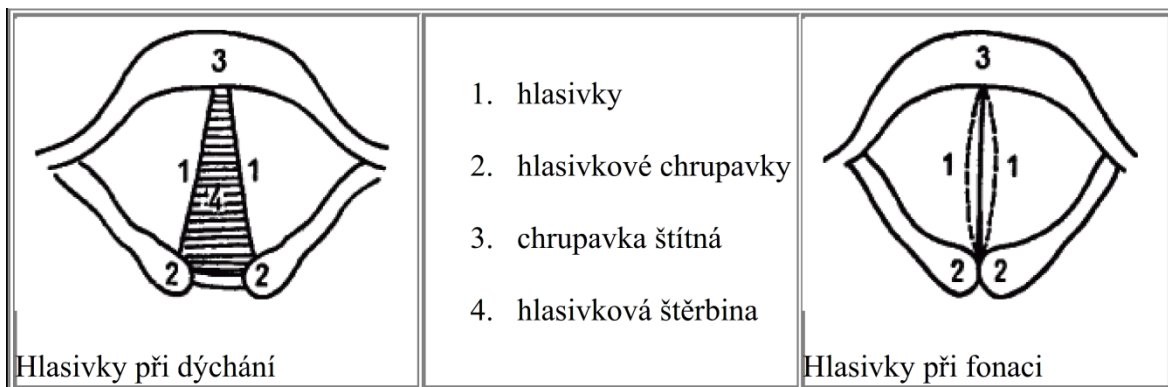 3
1 1
4
2 2
Hlasivky při dýchání
1. hlasivky
2. hlasivkové chrupavky
3. chrupavka štítná
4. hlasivková štěrbina
3
1 1
2 2
Hlasivky při fonaci